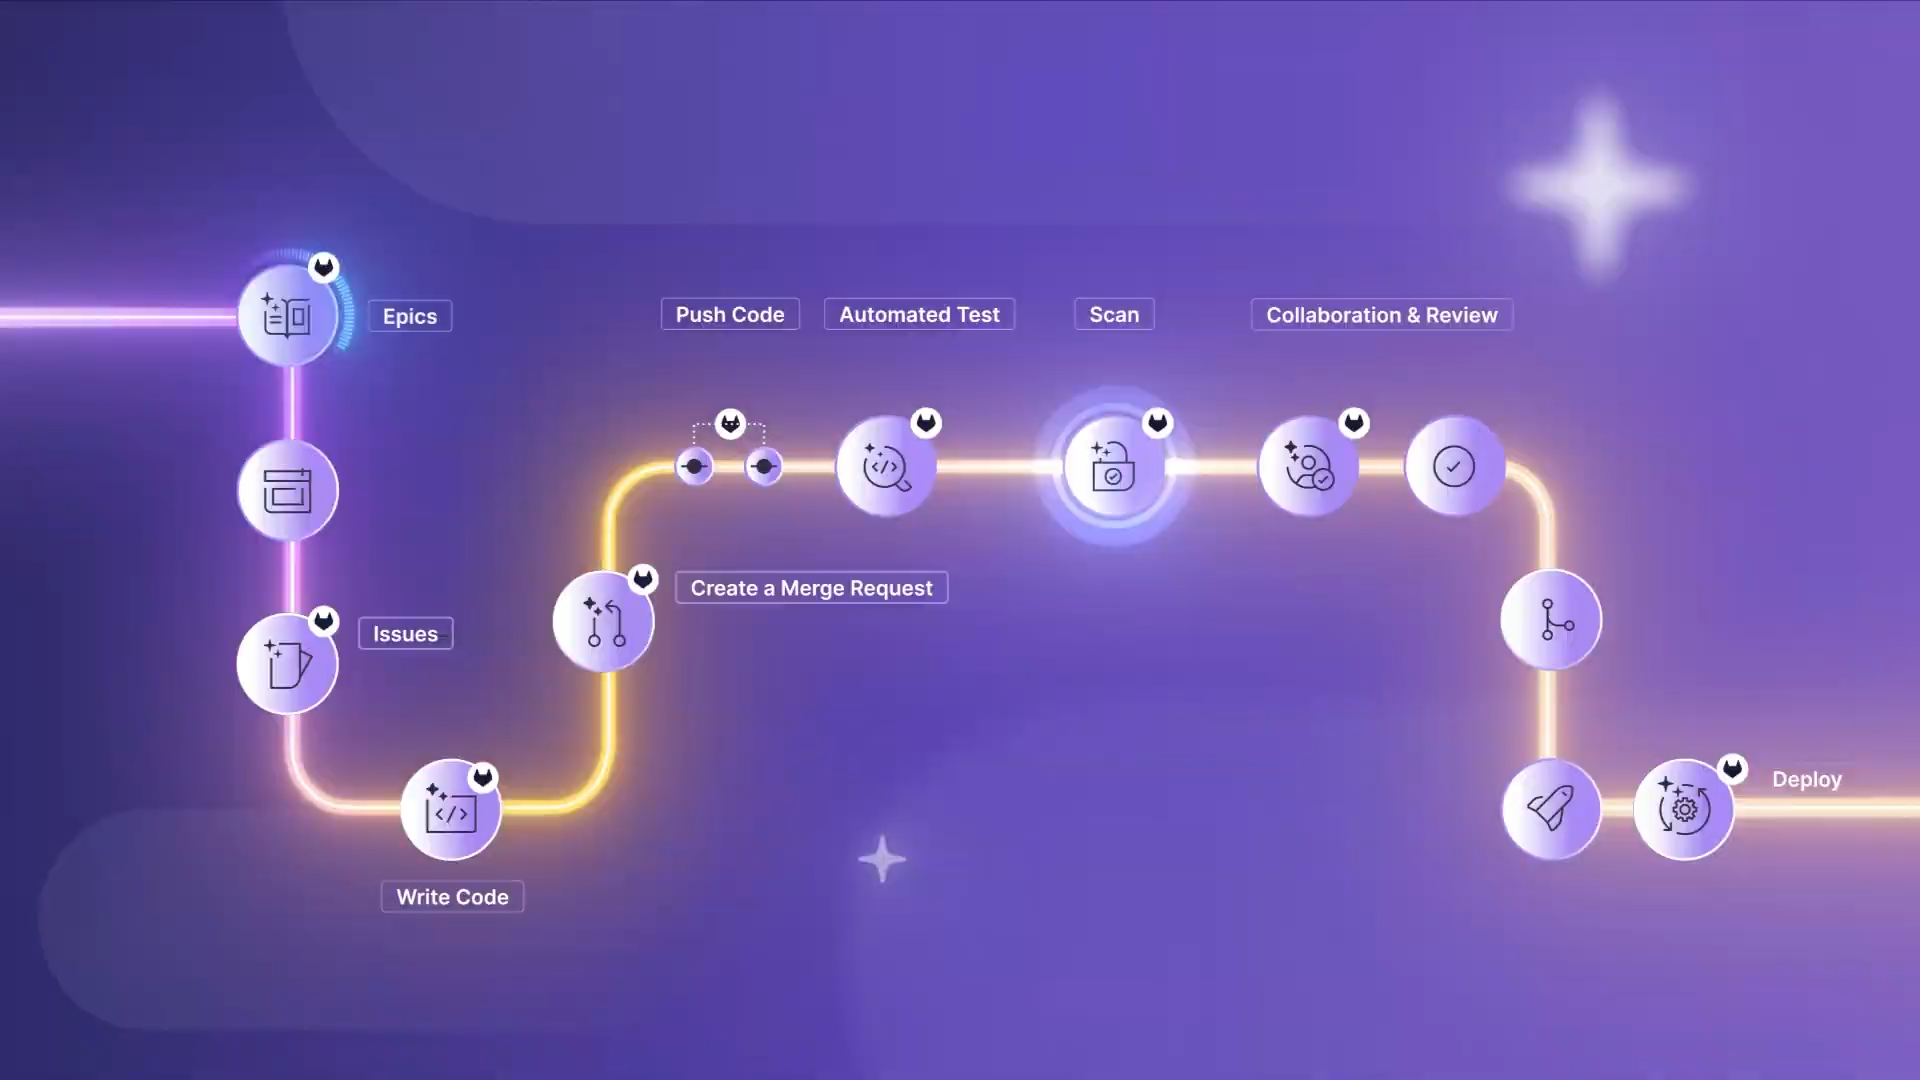 Epics
Push Code
Automated Test
Scan
Collaboration & Review
Create a Merge Request
Issues
Write Code
Deploy